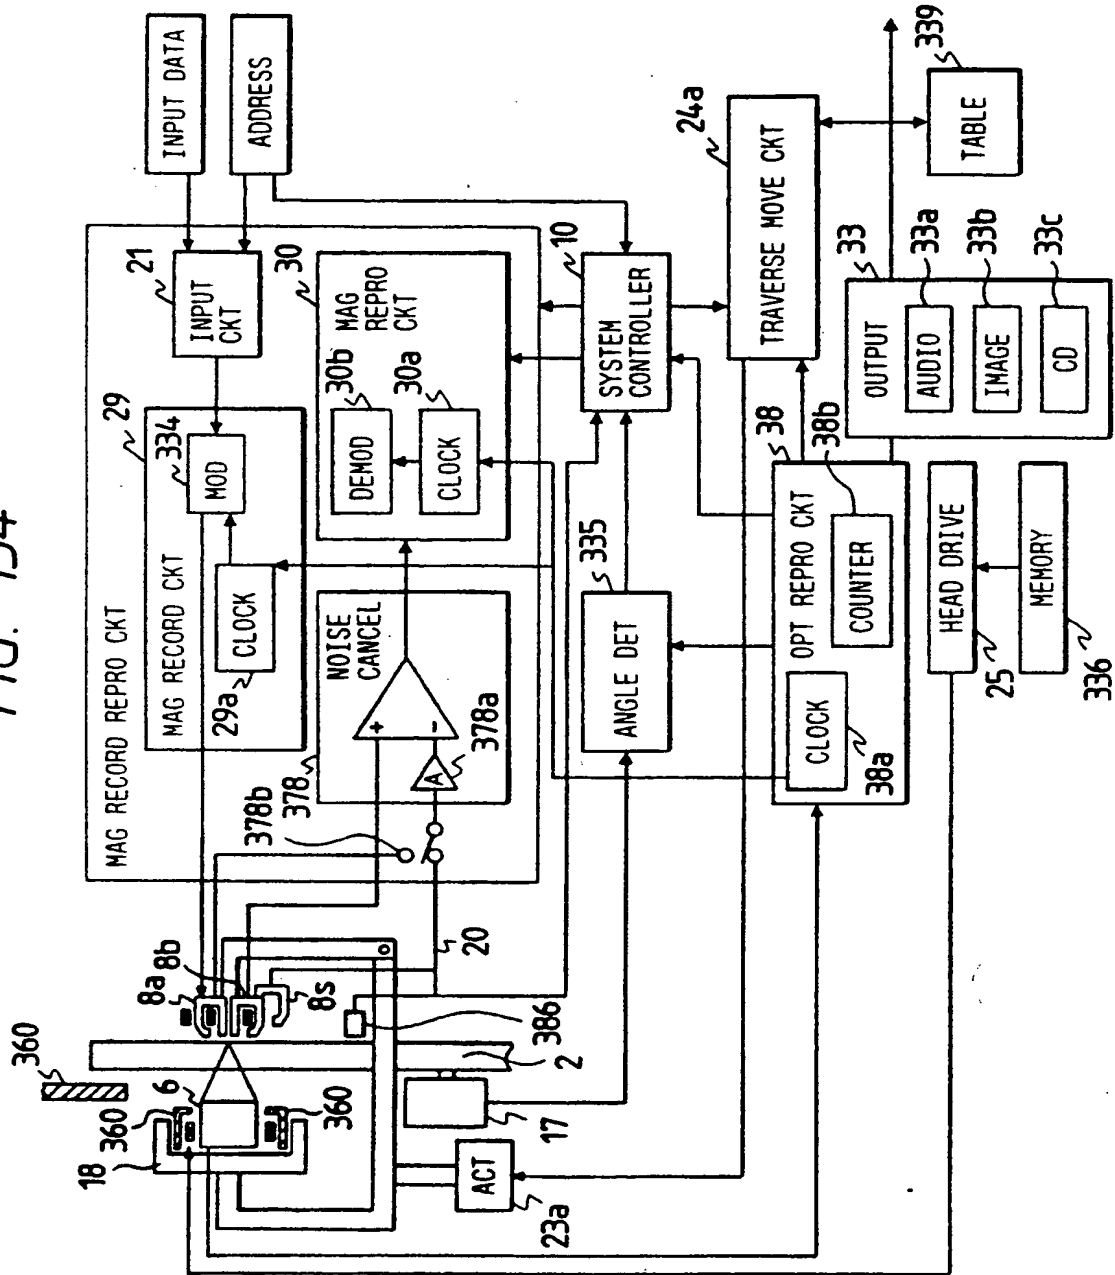 FIG. 134
INPUT DATA
ADDRESS
MAG RECORD REPRO CKT
21
INPUT
CKT
29
334
MOD
MAG RECORD CKT
CLOCK
29a
30
MAG
REPRO
CKT
30b
DEMOD
30a
CLOCK
NOISE
CANCEL
378
378a
378b
+
-
A
10
SYSTEM
CONTROLLER
24a
TRAVERSE MOVE CKT
339
TABLE
335
ANGLE DET
38
OPT REPRO CKT
38b
COUNTER
CLOCK
38a
33
OUTPUT
33a
AUDIO
33b
IMAGE
33c
CD
HEAD DRIVE
25
MEMORY
336
360
6
360
360
18
8a
8b
8
8s
20
386
2
17
ACT
23a